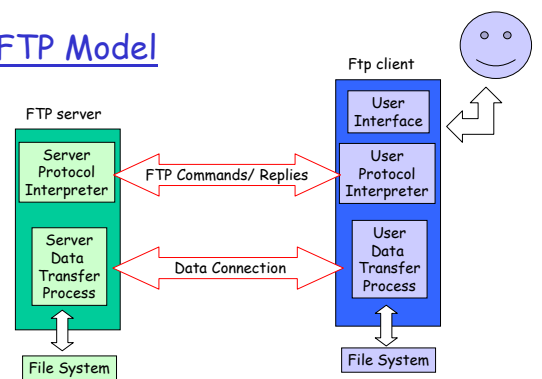 FTP Model
Ftp client
FTP server
User
Interface
Server
Protocol
Interpreter
FTP Commands/ Replies
User
Protocol
Interpreter
Server
Data
Transfer
Process
Data Connection
User
Data
Transfer
Process
File System
File System